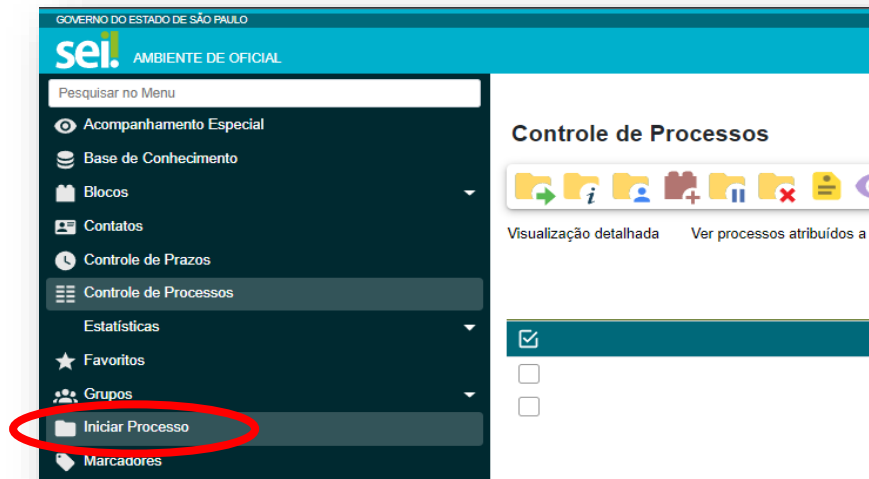 GOVERNO DO ESTADO DE SÃO PAULO
sei! AMBIENTE DE OFICIAL
Pesquisar no Menu
Acompanhamento Especial
Base de Conhecimento
Blocos
Contatos
Controle de Prazos
Controle de Processos
Estatísticas
Favoritos
Grupos
Iniciar Processo
Marcadores
Controle de Processos
Visualização detalhada Ver processos atribuídos a